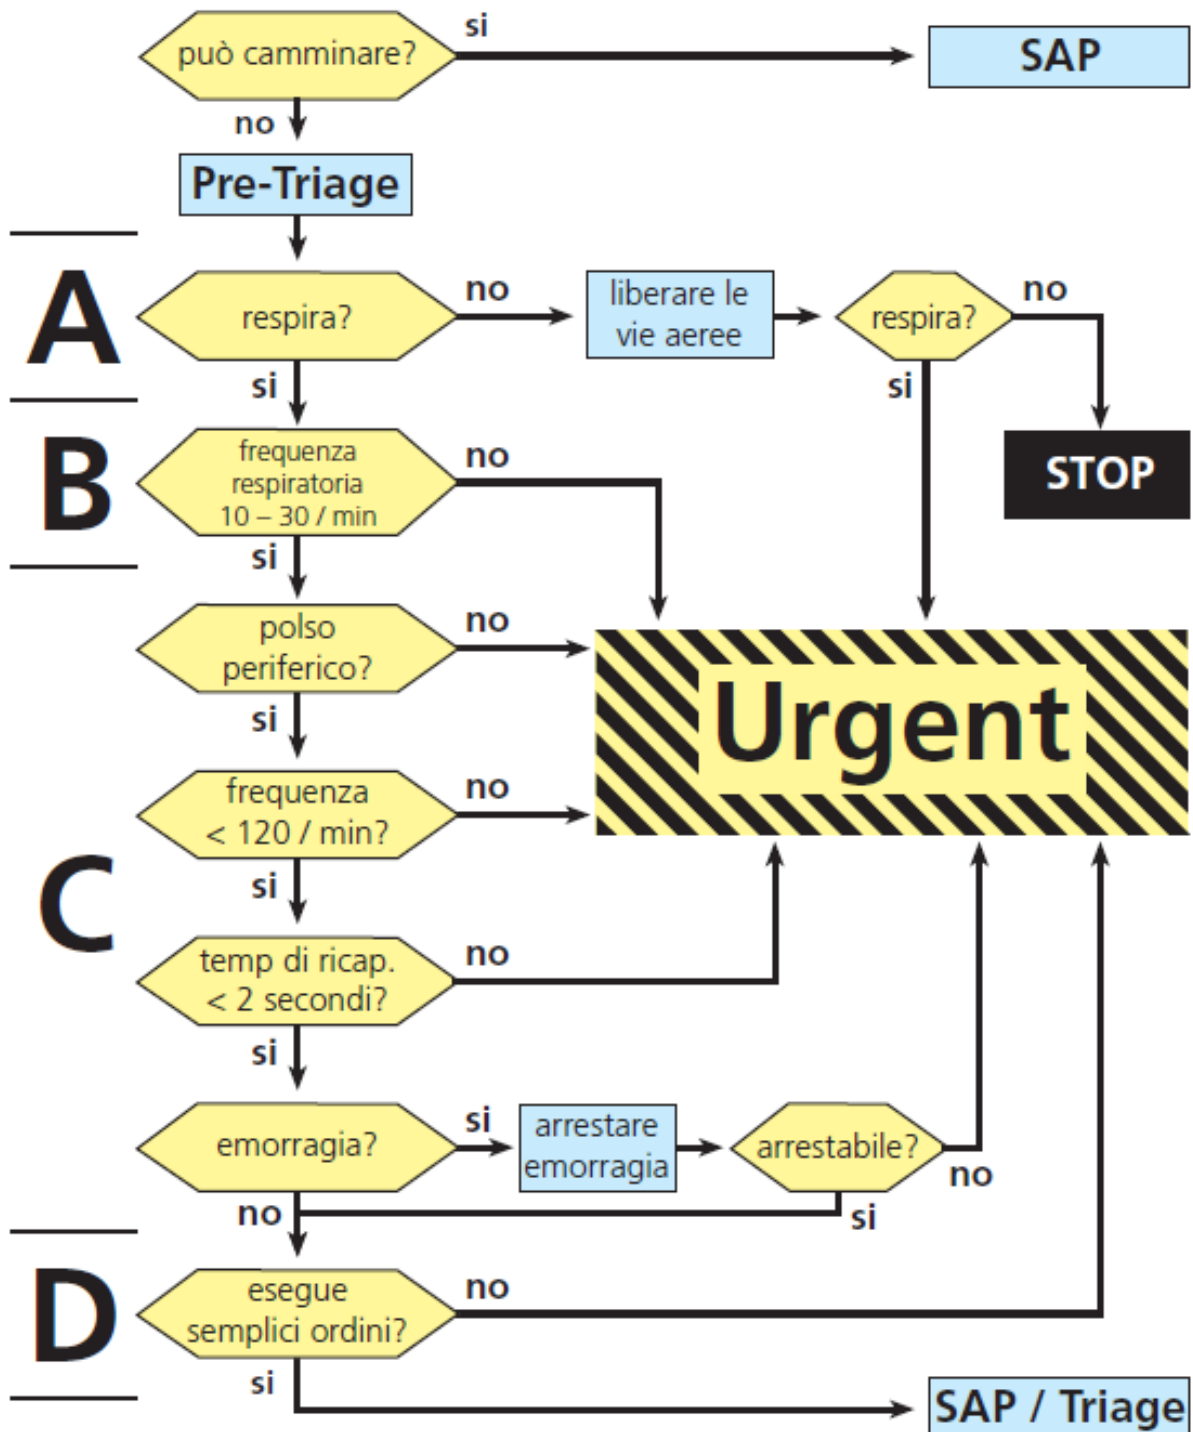 può camminare?
si
SAP
no
Pre-Triage
A
respira?
no
liberare le
vie aeree
respira?
no
si
si
STOP
B
frequenza
respiratoria
10 – 30 / min
no
si
C
polso
periferico?
no
Urgent
si
frequenza
< 120 / min?
no
si
temp di ricap.
< 2 secondi?
no
si
emorragia?
si
arrestare
emorragia
arrestabile?
no
no
si
D
esegue
semplici ordini?
no
si
SAP / Triage